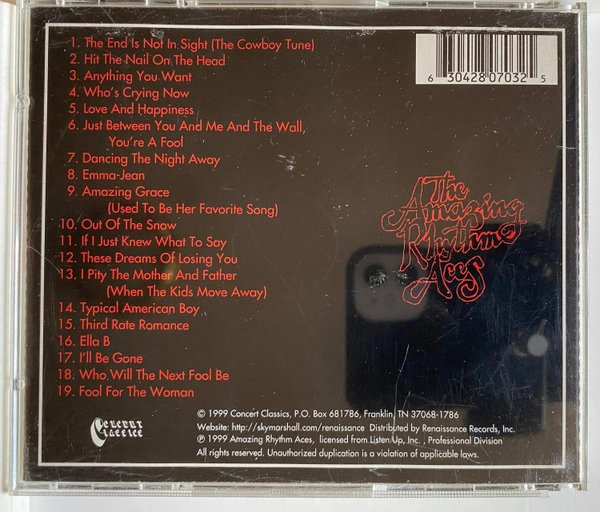 1. The End Is Not In Sight (The Cowboy Tune)
2. Hit The Nail On The Head
3. Anything You Want
4. Who's Crying Now
5. Love And Happiness
6. Just Between You And Me And The Wall,
You're A Fool
7. Dancing The Night Away
8. Emma-Jean
9. Amazing Grace
(Used To Be Her Favorite Song)
10. Out Of The Snow
11. If I Just Knew What To Say
12. These Dreams Of Losing You
13. I Pity The Mother And Father
(When The Kids Move Away)
14. Typical American Boy
15. Third Rate Romance
16. Ella B
17. I'll Be Gone
18. Who Will The Next Fool Be
19. Fool For The Woman
6 30428 07032 5
The
Amazing
Rhythm
Aces
CONCERT
CLASSICS
© 1999 Concert Classics, P.O. Box 681786, Franklin, TN 37068-1786
Website: http://skymarshall.com/renaissance Distributed by Renaissance Records, Inc.
℗ 1999 Amazing Rhythm Aces, licensed from Listen Up, Inc. , Professional Division
All rights reserved. Unauthorized duplication is a violation of applicable laws.